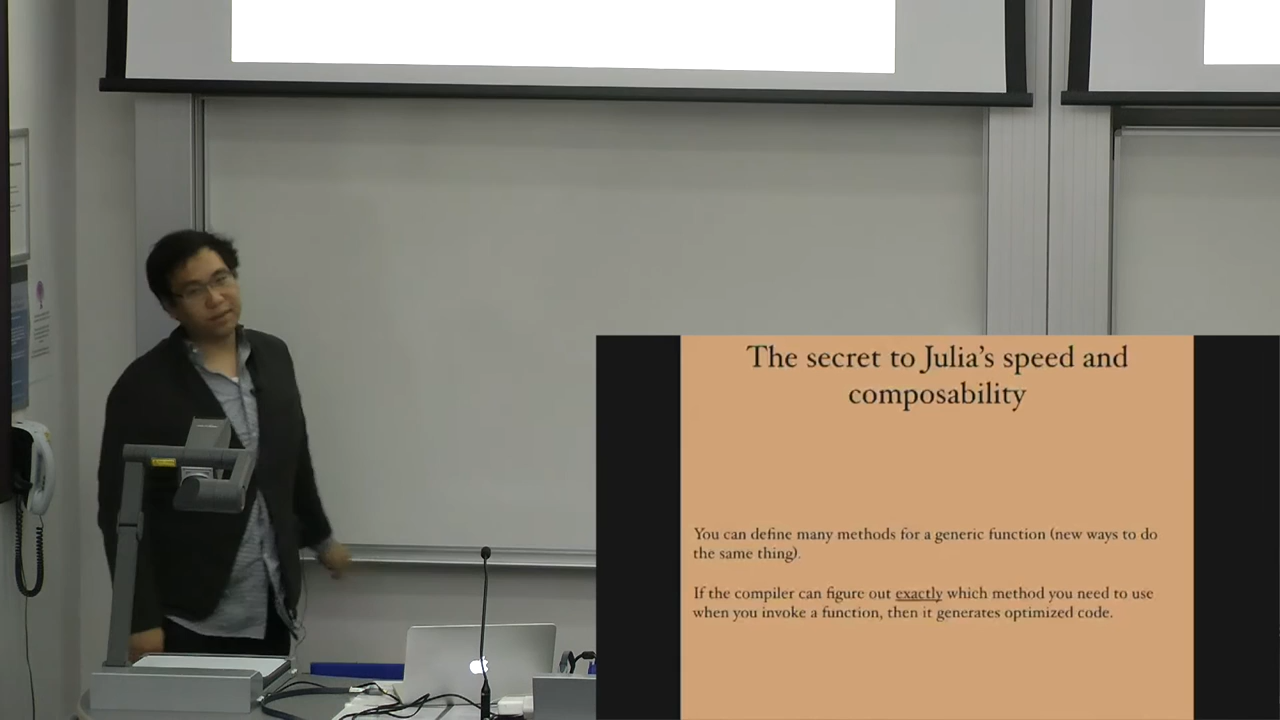 The secret to Julia's speed and
composability
You can define many methods for a generic function (new ways to do
the same thing).
If the compiler can figure out exactly which method you need to use
when you invoke a function, then it generates optimized code.